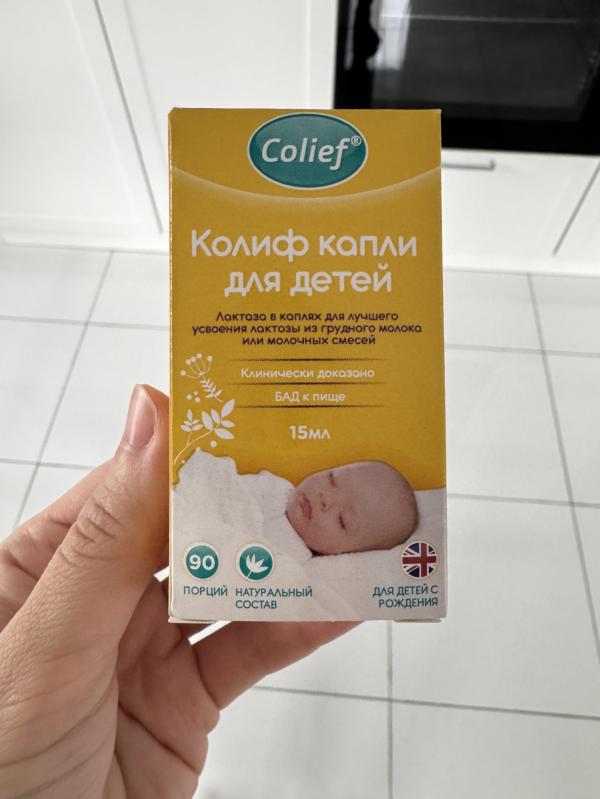 Colief®
Колиф капли
для детей
Лактаза в каплях для лучшего
усвоения лактозы из грудного молока
или молочных смесей
Клинически доказано
БАД к пище
15мл
90
ПОРЦИЙ
НАТУРАЛЬНЫЙ
СОСТАВ
ДЛЯ ДЕТЕЙ С
РОЖДЕНИЯ